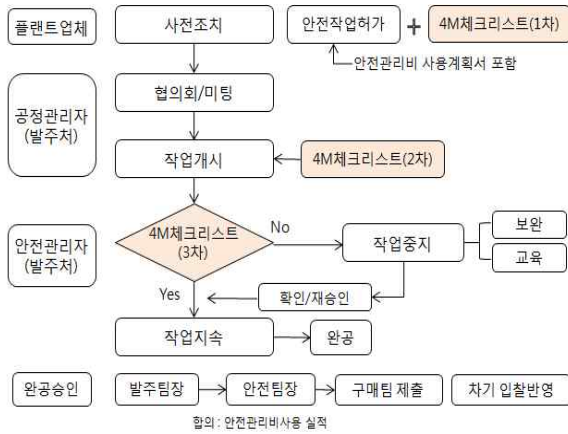 플랜트업체
사전조치
안전작업허가 + 4M체크리스트(1차)
안전관리비 사용계획서 포함
공정관리자
(발주처)
협의회/미팅
작업개시
4M체크리스트(2차)
안전관리자
(발주처)
4M체크리스트
(3차)
No
작업중지
보완
교육
Yes
확인/재승인
작업지속
완공
완공승인
발주팀장
안전팀장
구매팀 제출
차기 입찰반영
합의 : 안전관리비사용 실적